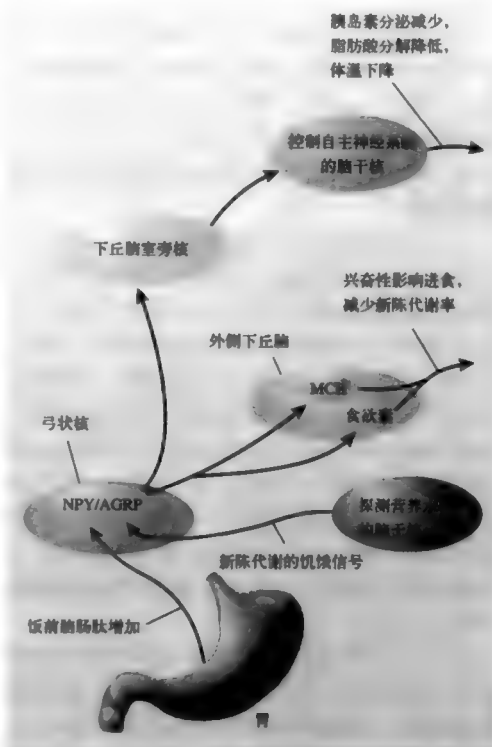 胰岛素分泌减少，
脂肪酸分解降低，
体温下降
控制自主神经系统
的脑干核
下丘脑室旁核
兴奋性影响进食，
减少新陈代谢率
外侧下丘脑
MCH
食欲素
弓状核
NPY/AGRP
探测营养
的脑干
新陈代谢的饥饿信号
饭前脑肠肽增加
胃